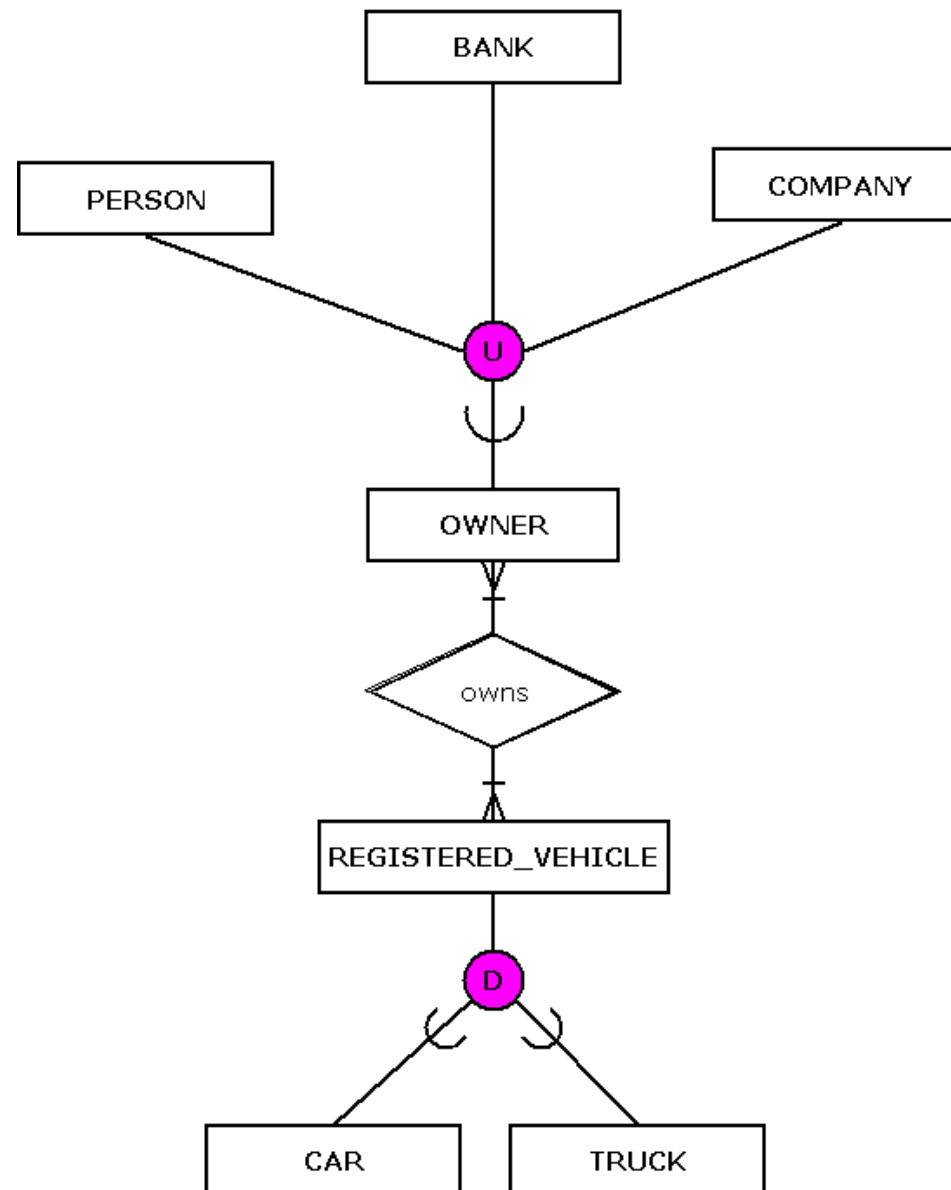 BANK
PERSON
COMPANY
U
OWNER
owns
REGISTERED_VEHICLE
D
CAR
TRUCK